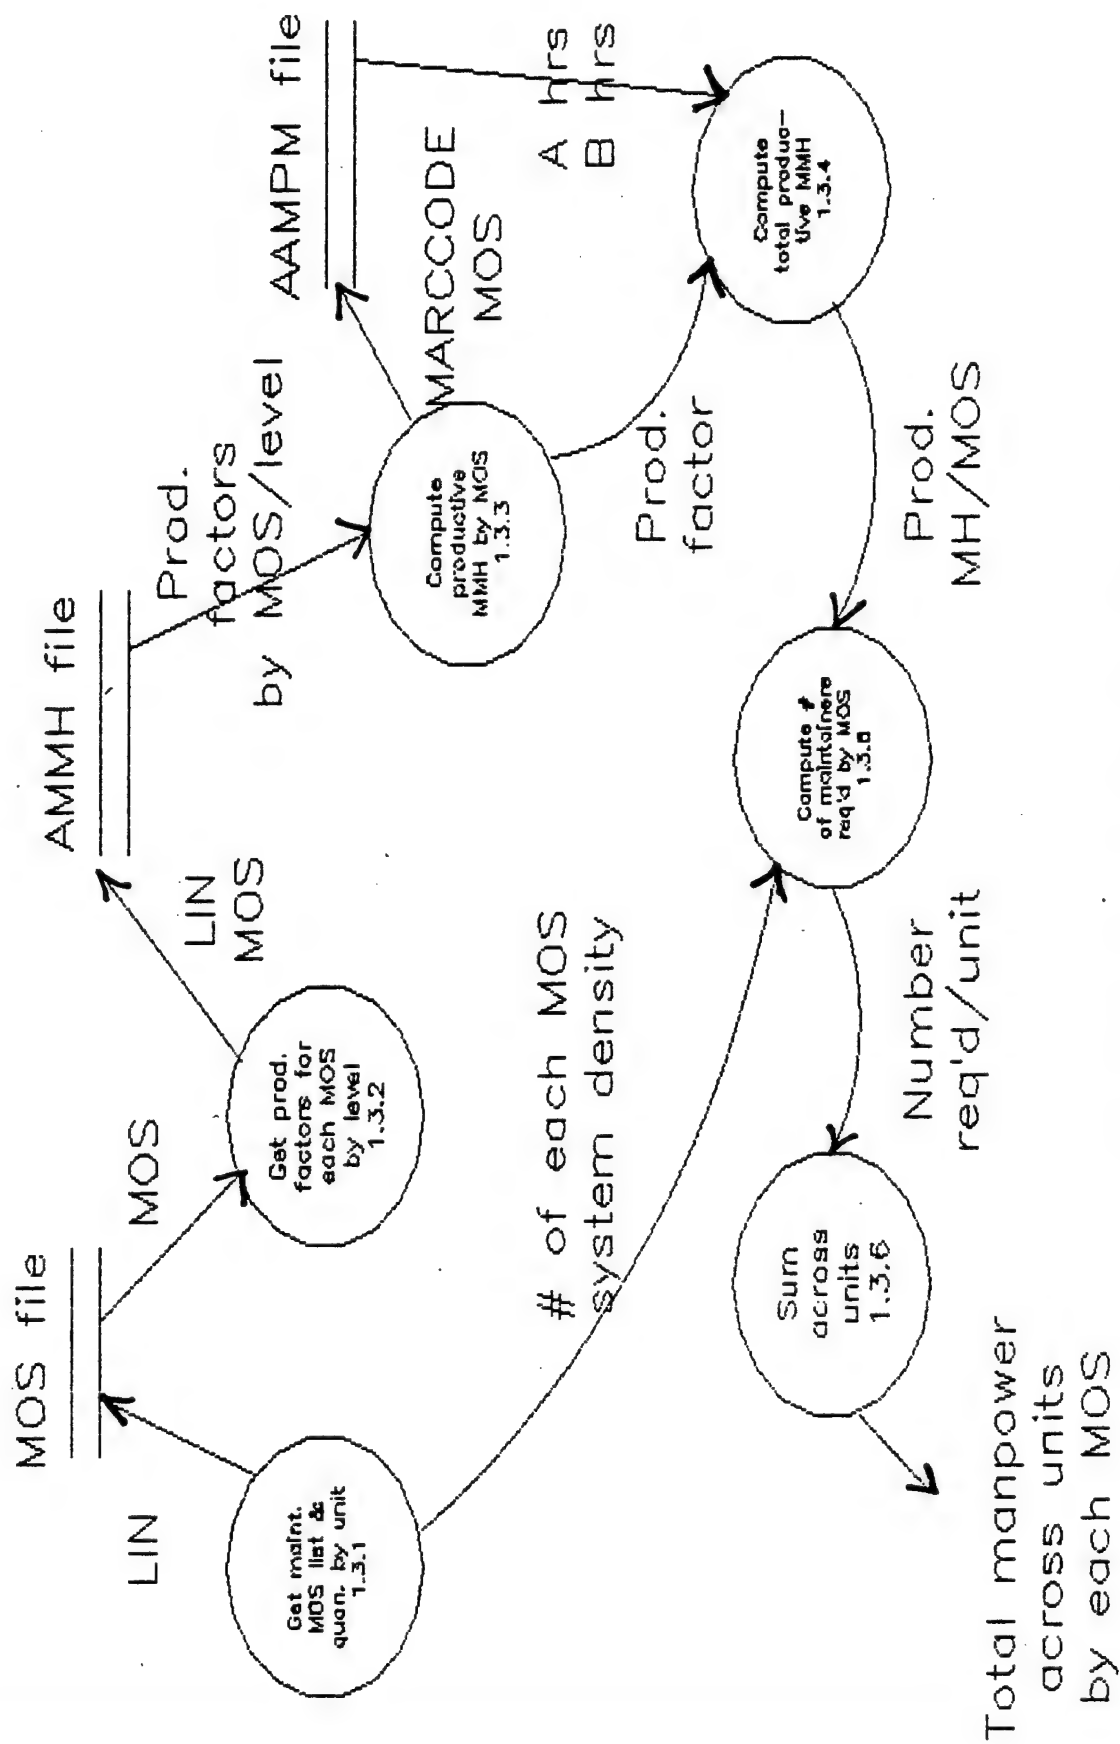 MOS file
AMMH file
AAMPM file
LIN
MOS
LIN
MOS
Prod.
factors
by MOS/level
MARCCODE
MOS
A hrs
B hrs
Get maint.
MOS list &
quan. by unit
1.3.1
Get prod.
factors for
each MOS
by level
1.3.2
Compute
productive
MMH by MOS
1.3.3
Compute
total produc-
tive MMH
1.3.4
# of each MOS
system density
Prod.
factor
Prod.
MH/MOS
Compute #
of maintainers
req'd by MOS
Number
req'd/unit
Sum
across
units
1.3.6
Total manpower
across units
by each MOS